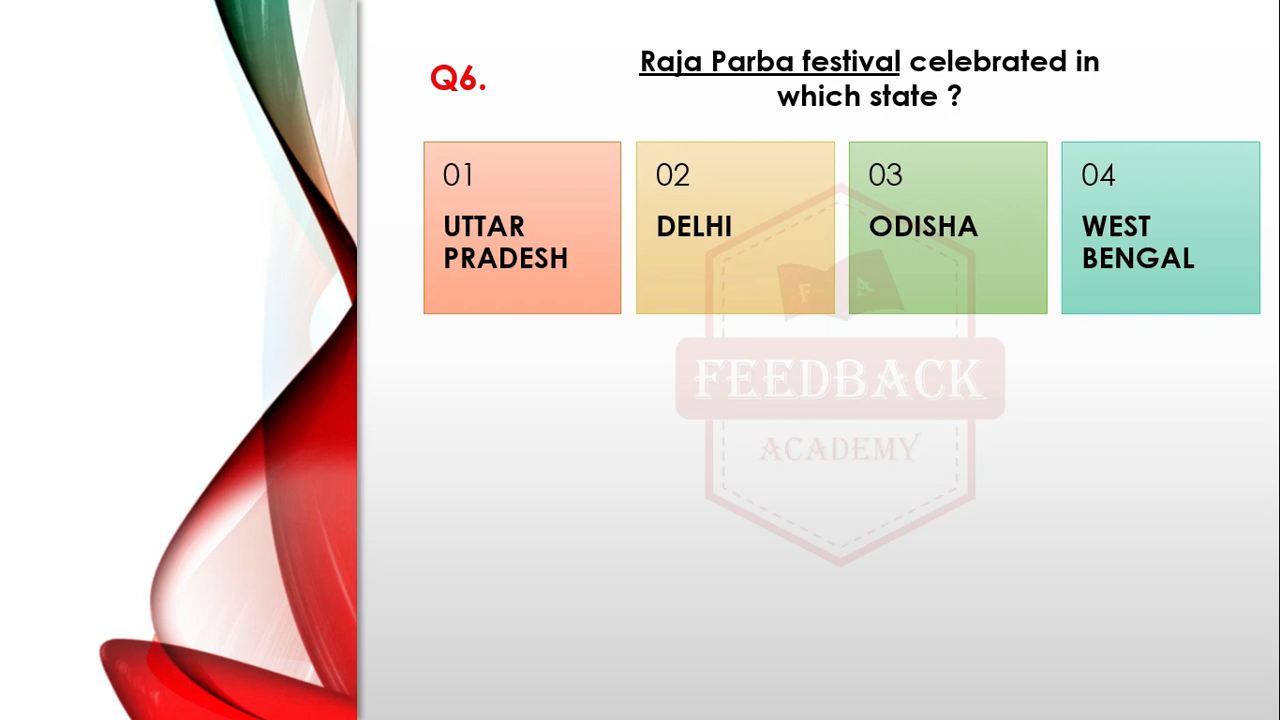 Q6.
Raja Parba festival celebrated in
which state ?
01
UTTAR
PRADESH
02
DELHI
03
ODISHA
04
WEST
BENGAL
F A
FEEDBACK
ACADEMY